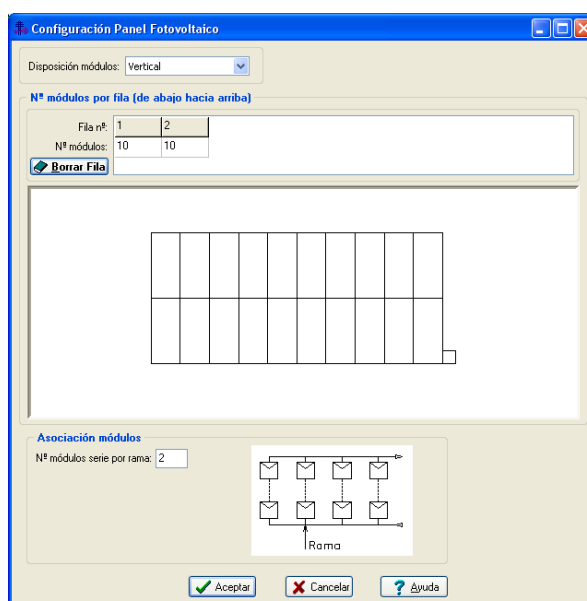 Configuración Panel Fotovoltaico
Disposición módulos: Vertical
Nº módulos por fila (de abajo hacia arriba)
Fila nº: 1 2
Nº módulos: 10 10
Borrar Fila
Asociación módulos
Nº módulos serie por rama: 2
Rama
Aceptar Cancelar Ayuda